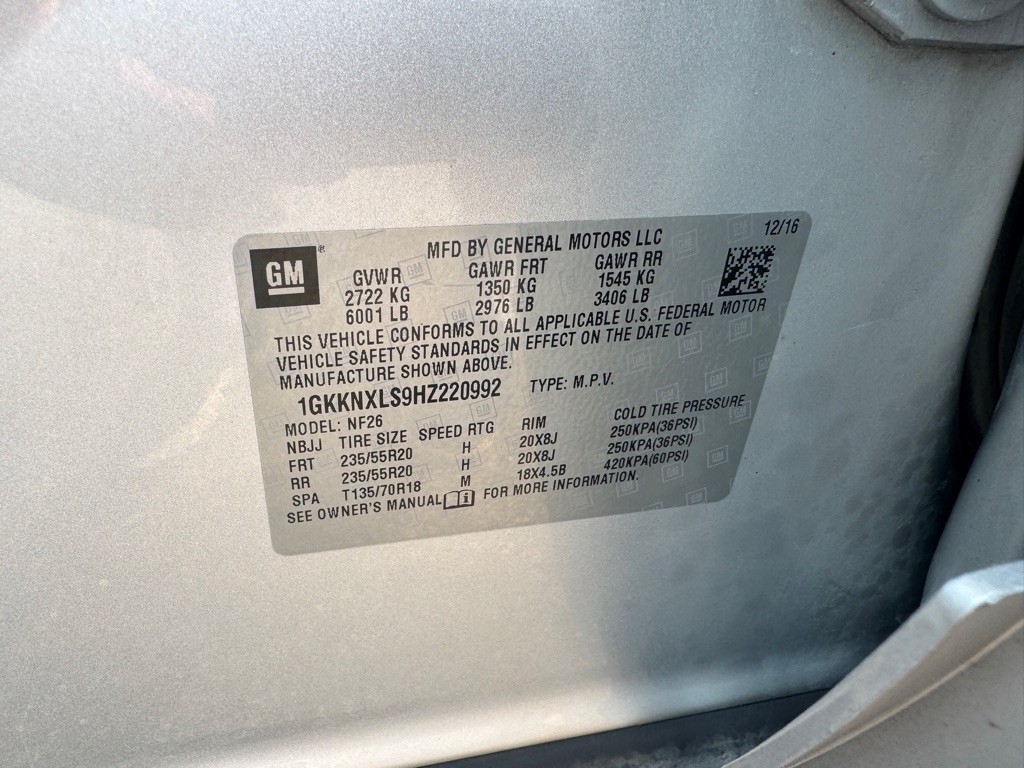 12/16
GM
MFD BY GENERAL MOTORS LLC
GVWR GAWR FRT GAWR RR
2722 KG 1350 KG 1545 KG
6001 LB 2976 LB 3406 LB
THIS VEHICLE CONFORMS TO ALL APPLICABLE U.S. FEDERAL MOTOR
VEHICLE SAFETY STANDARDS IN EFFECT ON THE DATE OF
MANUFACTURE SHOWN ABOVE.
1GKKNXLS9HZ220992 TYPE: M.P.V.
MODEL: NF26
NBJJ TIRE SIZE SPEED RTG RIM COLD TIRE PRESSURE
FRT 235/55R20 H 20X8J 250KPA(36PSI)
RR 235/55R20 H 20X8J 250KPA(36PSI)
SPA T135/70R18 M 18X4.5B 420KPA(60PSI)
SEE OWNER'S MANUAL FOR MORE INFORMATION.